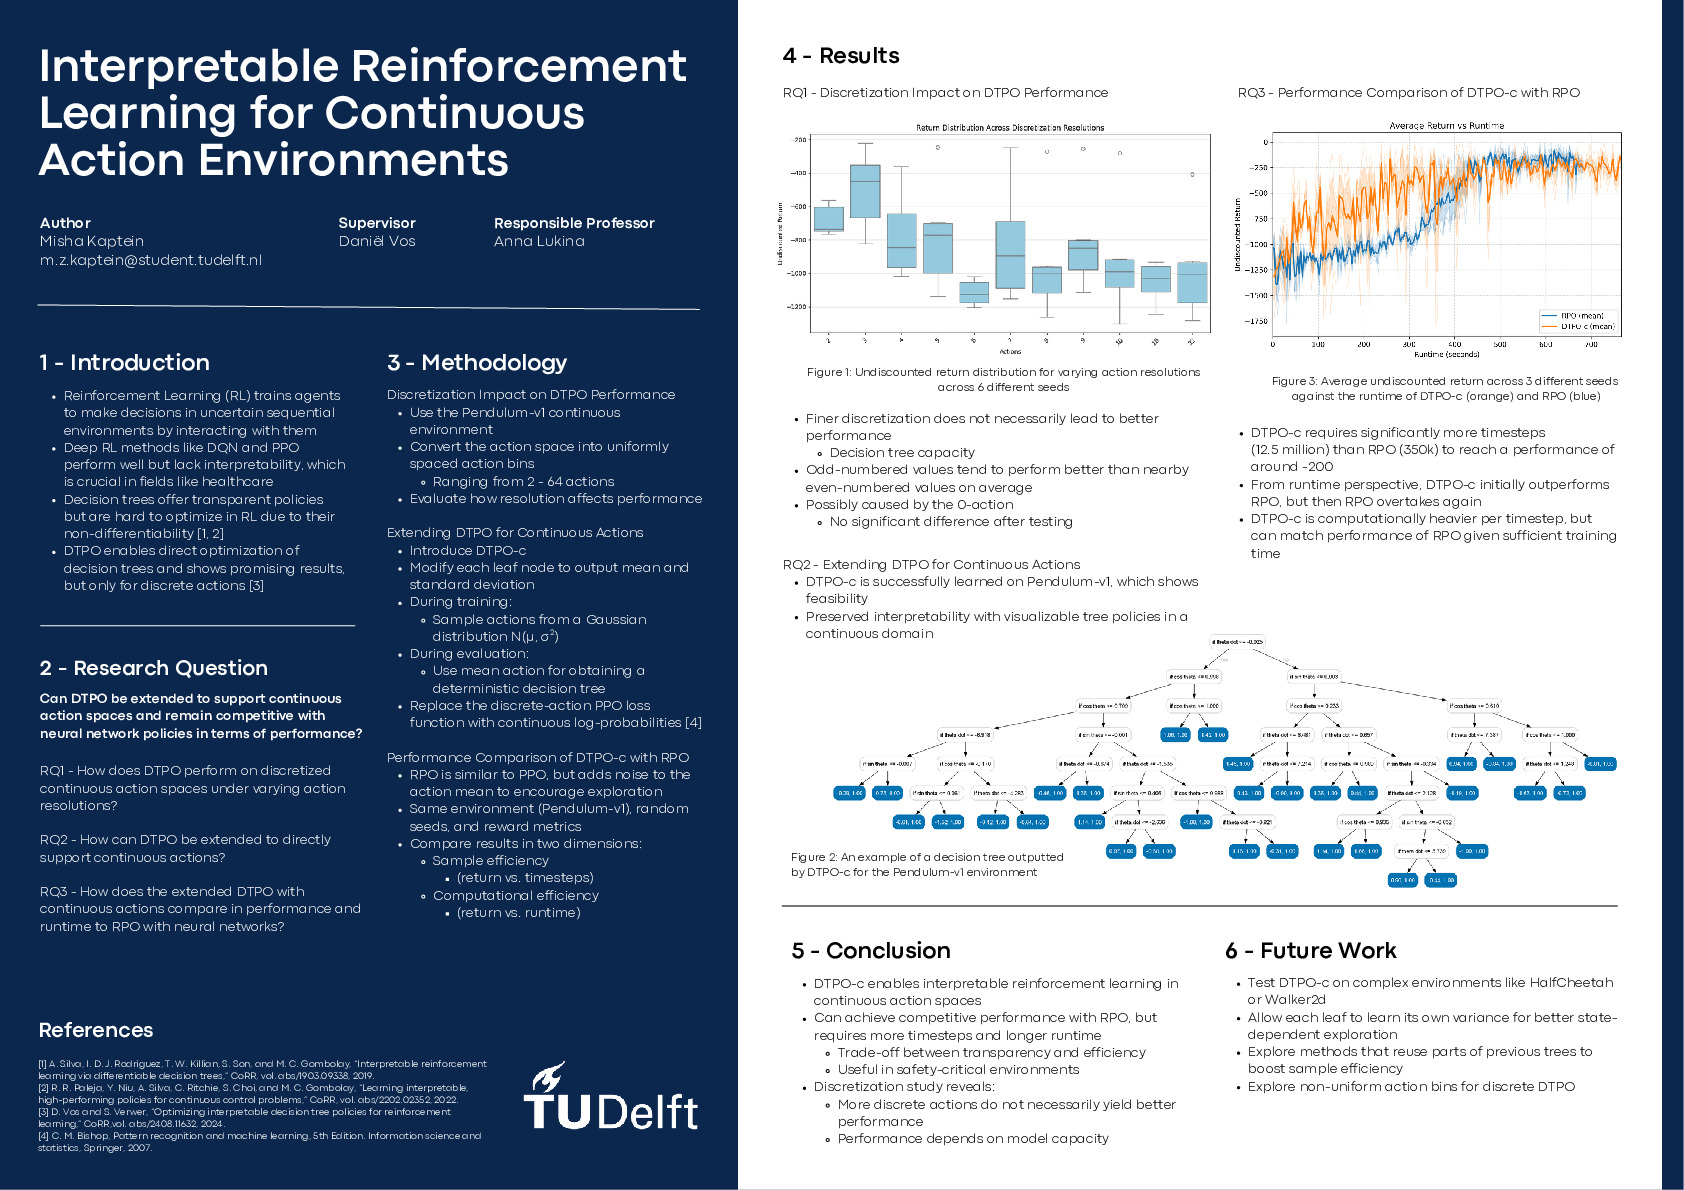 Interpretable Reinforcement
Learning for Continuous
Action Environments
Author
Misha Kaptein
m.z.kaptein@student.tudelft.nl
Supervisor
Daniël Vos
Responsible Professor
Anna Lukina
1 - Introduction
• Reinforcement Learning (RL) trains agents
to make decisions in uncertain sequential
environments by interacting with them
• Deep RL methods like DQN and PPO
perform well but lack interpretability, which
is crucial in fields like healthcare
• Decision trees offer transparent policies
but are hard to optimize in RL due to their
non-differentiability [1, 2]
• DTPO enables direct optimization of
decision trees and shows promising results,
but only for discrete actions [3]
2 - Research Question
Can DTPO be extended to support continuous
action spaces and remain competitive with
neural network policies in terms of performance?
RQ1 - How does DTPO perform on discretized
continuous action spaces under varying action
resolutions?
RQ2 - How can DTPO be extended to directly
support continuous actions?
RQ3 - How does the extended DTPO with
continuous actions compare in performance and
runtime to RPO with neural networks?
3 - Methodology
Discretization Impact on DTPO Performance
• Use the Pendulum-v1 continuous
environment
• Convert the action space into uniformly
spaced action bins
∘ Ranging from 2 - 64 actions
• Evaluate how resolution affects performance
Extending DTPO for Continuous Actions
• Introduce DTPO-c
• Modify each leaf node to output mean and
standard deviation
• During training:
∘ Sample actions from a Gaussian
distribution N(μ, σ²)
• During evaluation:
∘ Use mean action for obtaining a
deterministic decision tree
• Replace the discrete-action PPO loss
function with continuous log-probabilities [4]
Performance Comparison of DTPO-c with RPO
• RPO is similar to PPO, but adds noise to the
action mean to encourage exploration
• Same environment (Pendulum-v1), random
seeds, and reward metrics
• Compare results in two dimensions:
∘ Sample efficiency
▪ (return vs. timesteps)
∘ Computational efficiency
▪ (return vs. runtime)
References
[1] A. Silva, I. D. J. Rodriguez, T. W. Killian, S. Son, and M. C. Gombolay, “Interpretable reinforcement
learning via differentiable decision trees,” CoRR, vol. abs/1903.09338, 2019.
[2] R. R. Paleja, Y. Niu, A. Silva, C. Ritchie, S. Choi, and M. C. Gombolay, “Learning interpretable,
high-performing policies for continuous control problems,” CoRR, vol. abs/2202.02352, 2022.
[3] D. Vos and S. Verwer, “Optimizing interpretable decision tree policies for reinforcement
learning,” CoRR, vol. abs/2408.11632, 2024.
[4] C. M. Bishop, Pattern recognition and machine learning, 5th Edition. Information science and
statistics, Springer, 2007.
TUDelft
4 - Results
RQ1 - Discretization Impact on DTPO Performance
Return Distribution Across Discretization Resolutions
Undiscounted Return
−200
−400
−600
−800
−1000
−1200
2 3 4 5 6 7 8 9 10
Actions
Figure 1: Undiscounted return distribution for varying action resolutions
across 6 different seeds
• Finer discretization does not necessarily lead to better
performance
∘ Decision tree capacity
• Odd-numbered values tend to perform better than nearby
even-numbered values on average
• Possibly caused by the 0-action
∘ No significant difference after testing
RQ2 - Extending DTPO for Continuous Actions
• DTPO-c is successfully learned on Pendulum-v1, which shows
feasibility
• Preserved interpretability with visualizable tree policies in a
continuous domain
Figure 2: An example of a decision tree outputted
by DTPO-c for the Pendulum-v1 environment
RQ3 - Performance Comparison of DTPO-c with RPO
Average Return vs Runtime
Undiscounted Return
0
−250
−500
−750
−1000
−1250
−1500
−1750
RPO (mean)
DTPO-c (mean)
0 100 200 300 400 500 600 700
Runtime (seconds)
Figure 3: Average undiscounted return across 3 different seeds
against the runtime of DTPO-c (orange) and RPO (blue)
• DTPO-c requires significantly more timesteps
(12.5 million) than RPO (350k) to reach a performance of
around -200
• From runtime perspective, DTPO-c initially outperforms
RPO, but then RPO overtakes again
• DTPO-c is computationally heavier per timestep, but
can match performance of RPO given sufficient training
time
5 - Conclusion
• DTPO-c enables interpretable reinforcement learning in
continuous action spaces
• Can achieve competitive performance with RPO, but
requires more timesteps and longer runtime
∘ Trade-off between transparency and efficiency
∘ Useful in safety-critical environments
• Discretization study reveals:
∘ More discrete actions do not necessarily yield better
performance
∘ Performance depends on model capacity
6 - Future Work
• Test DTPO-c on complex environments like HalfCheetah
or Walker2d
• Allow each leaf to learn its own variance for better state-
dependent exploration
• Explore methods that reuse parts of previous trees to
boost sample efficiency
• Explore non-uniform action bins for discrete DTPO